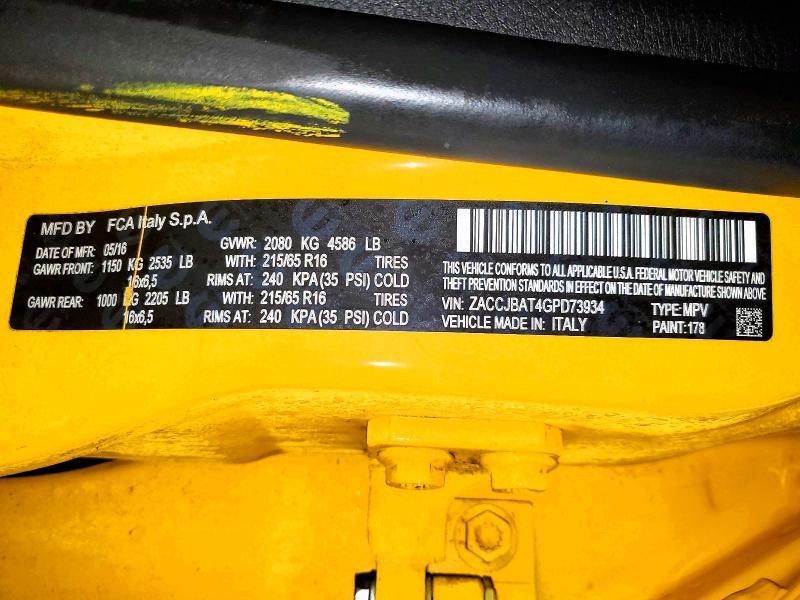 MFD BY FCA Italy S.p.A.
DATE OF MFR: 05/16 GVWR: 2080 KG 4586 LB
GAWR FRONT: 1150 KG 2535 LB WITH: 215/65 R16 TIRES
16x6,5 RIMS AT: 240 KPA(35 PSI) COLD
GAWR REAR: 1000 KG 2205 LB WITH: 215/65 R16 TIRES
16x6,5 RIMS AT: 240 KPA(35 PSI) COLD
THIS VEHICLE CONFORMS TO ALL APPLICABLE U.S.A. FEDERAL MOTOR VEHICLE SAFETY AND
THEFT PREVENTION STANDARDS IN EFFECT ON THE DATE OF MANUFACTURE SHOWN ABOVE
VIN: ZACCJBAT4GPD73934 TYPE: MPV
VEHICLE MADE IN: ITALY PAINT: 178